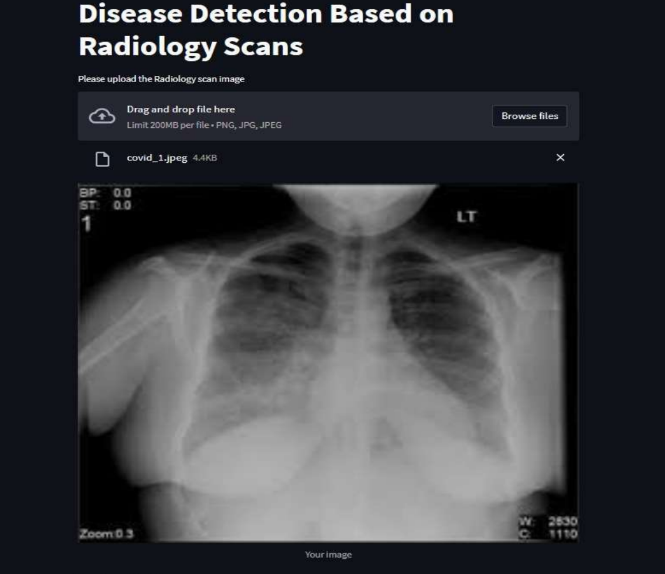 Disease Detection Based on
Radiology Scans
Please upload the Radiology scan image
Drag and drop file here
Limit 200MB per file • PNG, JPG, JPEG
Browse files
covid_1.jpeg 4.4KB
BP: 0.0
ST: 0.0
1
LT
Zoom:0.3
W: 2830
C: 1110
Your image